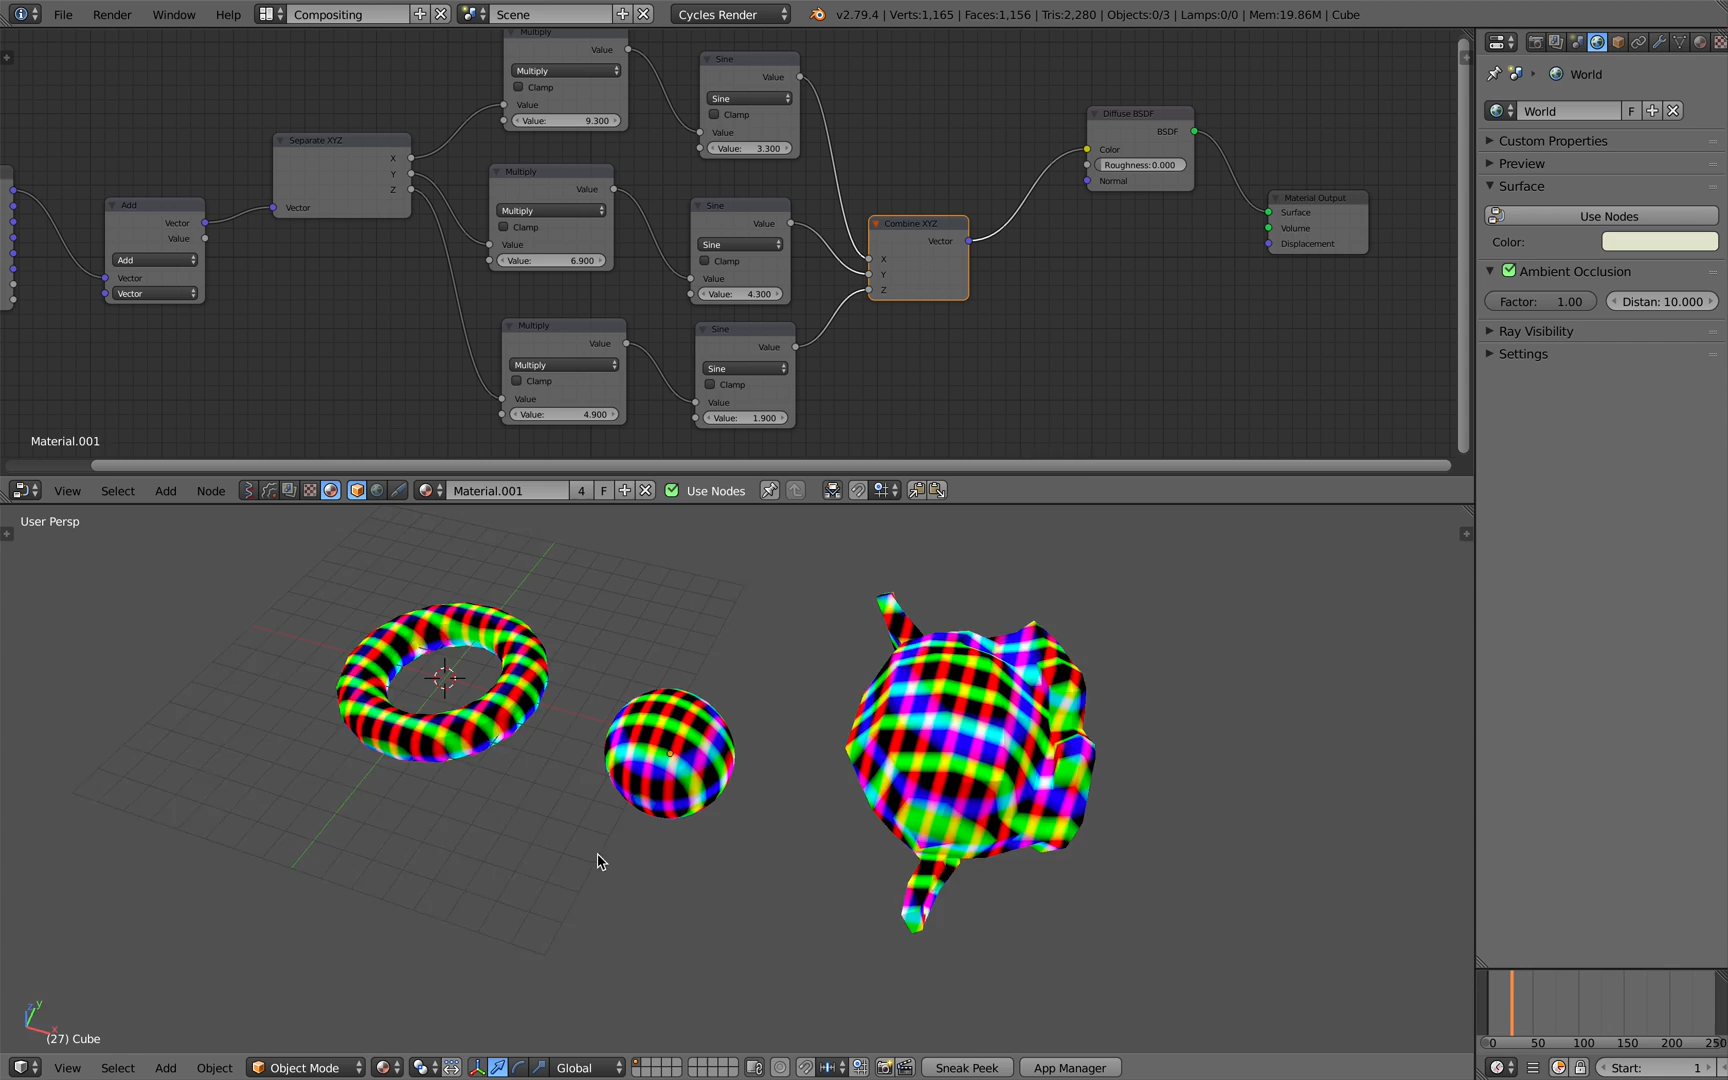 File Render Window Help Compositing Scene Cycles Render v2.79.4 | Verts:1,165 | Faces:1,156 | Tris:2,280 | Objects:0/3 | Lamps:0/0 | Mem:19.86M | Cube
Multiply
Value
Multiply
Clamp
Value
Value: 9.300
Sine
Value
Sine
Clamp
Value
Value: 3.300
Separate XYZ
X
Y
Z
Vector
Add
Vector
Value
Add
Vector
Vector
Multiply
Value
Multiply
Clamp
Value
Value: 6.900
Sine
Value
Sine
Clamp
Value
Value: 4.300
Multiply
Value
Multiply
Clamp
Value
Value: 4.900
Sine
Value
Sine
Clamp
Value
Value: 1.900
Combine XYZ
Vector
X
Y
Z
Diffuse BSDF
BSDF
Color
Roughness:0.000
Normal
Material Output
Surface
Volume
Displacement
Material.001
View Select Add Node Material.001 4 F Use Nodes
World
World F
Custom Properties
Preview
Surface
Use Nodes
Color:
Ambient Occlusion
Factor: 1.00 Distan: 10.000
Ray Visibility
Settings
User Persp
y
z
x
(27) Cube
View Select Add Object Object Mode Global Sneak Peek App Manager
0 50 100 150 200 250
Start: 1